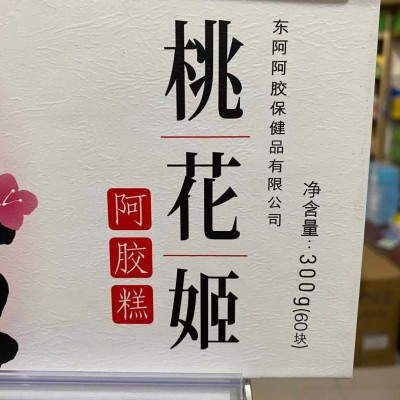 东阿阿胶保健品有限公司
净含量:300g(60块)
桃花姬
阿胶糕